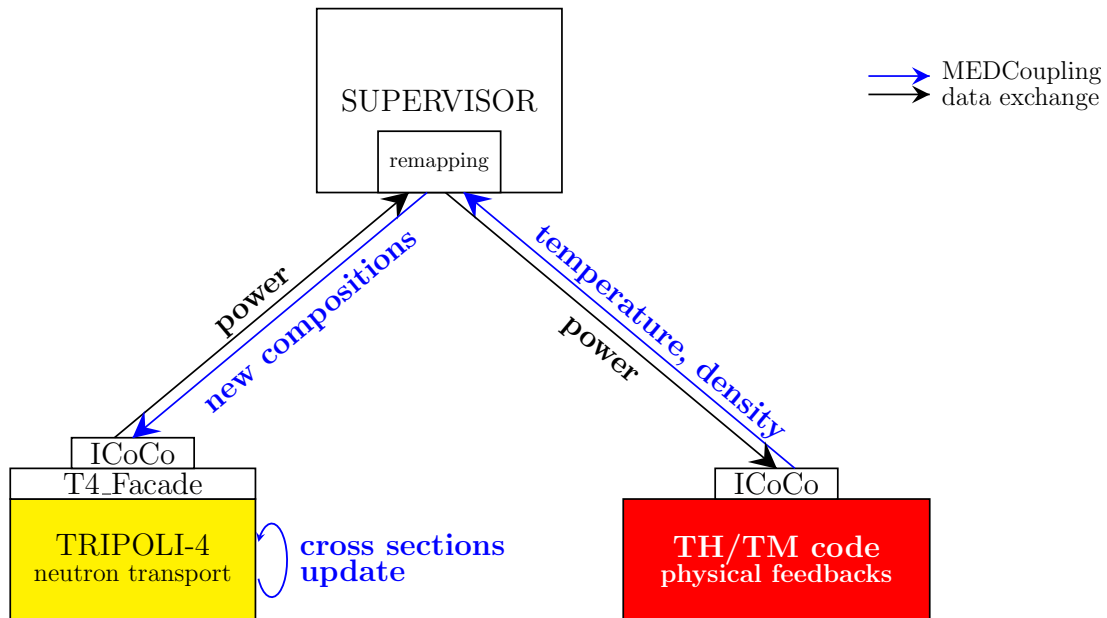 SUPERVISOR
remapping
MEDCoupling
data exchange
power
new compositions
temperature, density
power
ICoCo
T4_Facade
TRIPOLI-4
neutron transport
cross sections
update
ICoCo
TH/TM code
physical feedbacks